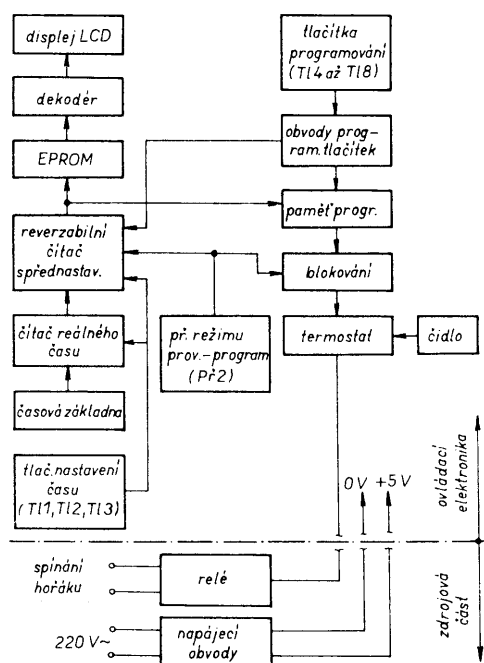 displej LCD
dekodér
EPROM
reverzabilní
čítač
spřednastav.
čítač reálného
času
časová základna
tlač. nastavení
času
(Tl1, Tl2, Tl3)
tlačítka
programování
(Tl4 až Tl8)
obvody prog-
ram. tlačítek
paměť progr.
blokování
termostat
čidlo
př. režimu
prov.-program
(Př2)
0V +5V
ovládací
elektronika
zdrojová
část
spínání
hořáku
relé
220 V~
napájecí
obvody